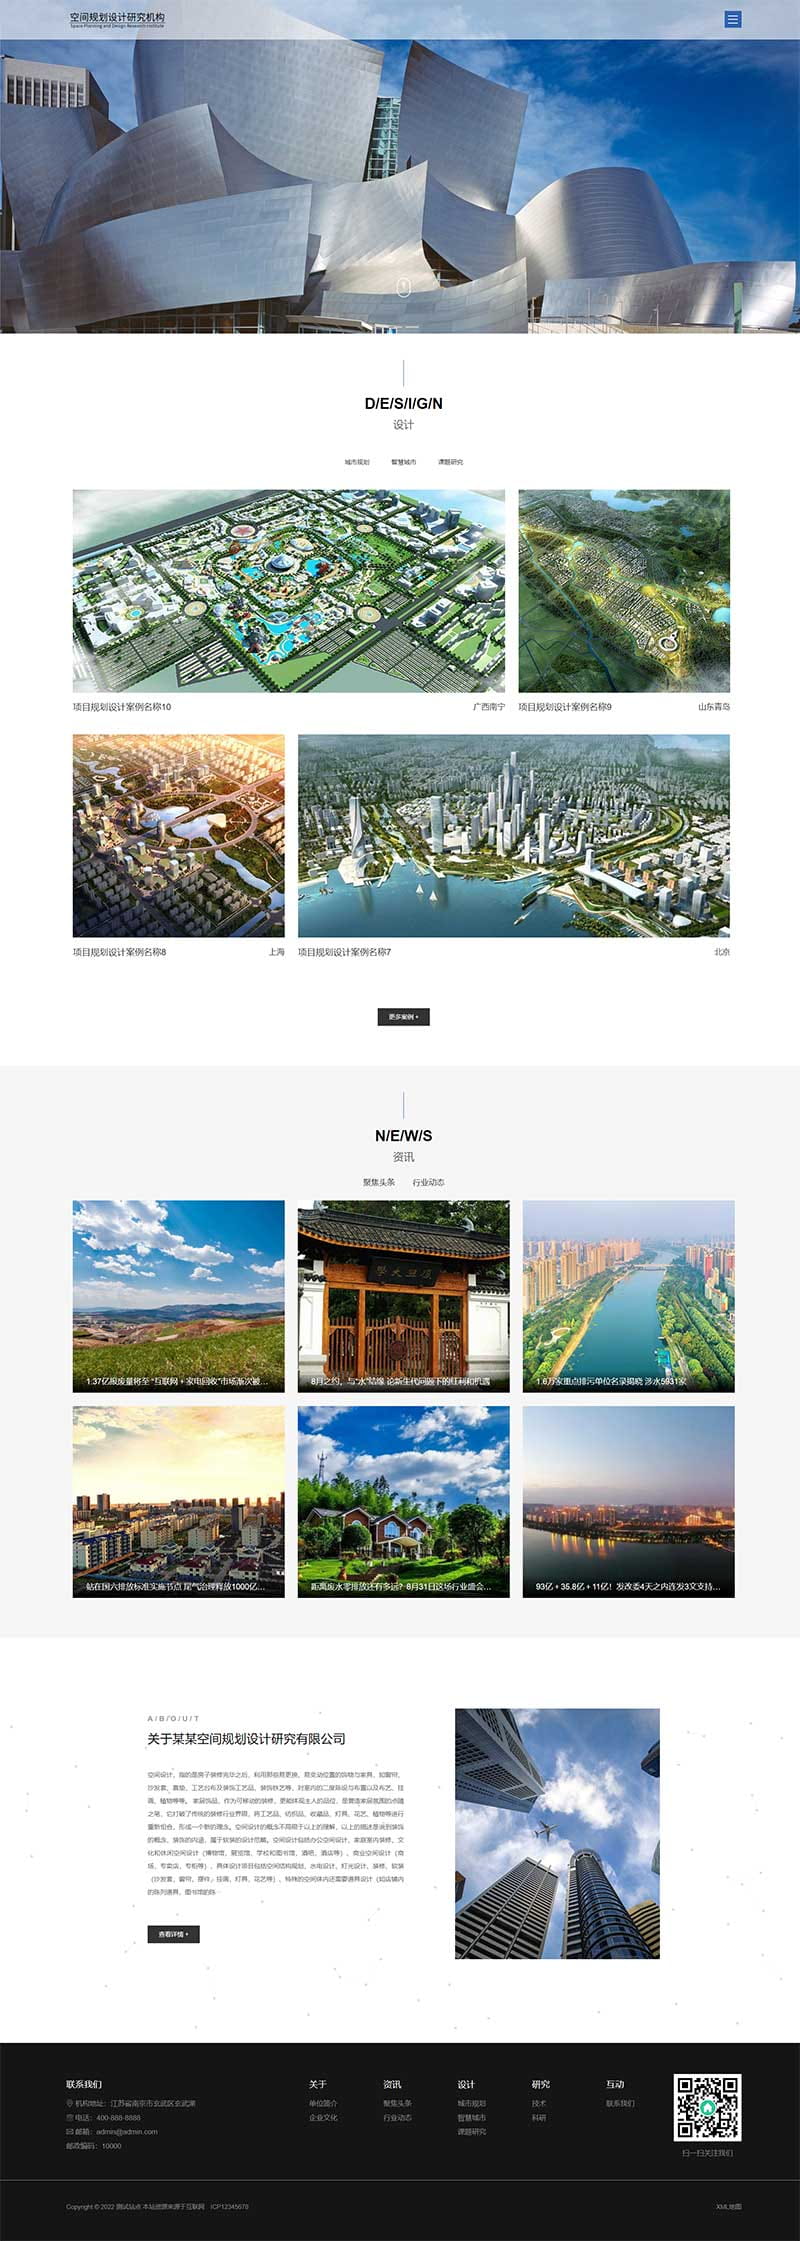 空间规划设计研究机构
Space Planning and Design Research Institute
D/E/S/I/G/N
设计
城市规划 智慧城市 课题研究
项目规划设计案例名称10 广西南宁 项目规划设计案例名称9 山东青岛
项目规划设计案例名称8 上海 项目规划设计案例名称7 北京
更多案例 +
N/E/W/S
资讯
聚焦头条 行业动态
1.37亿报废量将至 “互联网＋家电回收”市场渐次被…
8月之约，与“水”结缘 论新生代问题下的红利和机遇
1.6万家重点排污单位名录揭晓 涉水5931家
站在国六排放标准实施节点 尾气治理释放1000亿…
距离废水零排放还有多远？8月31日这场行业盛会…
93亿＋35.8亿＋11亿！发改委4天之内连发3文支持…
A/B/O/U/T
关于某某空间规划设计研究有限公司
空间设计，指的是房子装修完毕之后，利用那些易更换、易变动位置的饰物与家具，如窗帘、
沙发套、靠垫、工艺台布及装饰工艺品、装饰铁艺等，对室内的二度陈设与布置以及布艺、挂
画、植物等等。 家居饰品，作为可移动的装修，更能体现主人的品位，是营造家居氛围的点睛
之笔，它打破了传统的装修行业界限，将工艺品、纺织品、收藏品、灯具、花艺、植物等进行
重新组合，形成一个新的理念。空间设计的概念不局限于以上的理解，以上的描述是说到装饰
的概念，装饰的内涵，属于软装的设计范畴。空间设计包括办公空间设计，家庭室内装修，文
化和休闲空间设计（博物馆、展览馆、学校和图书馆、酒吧、酒店等）、商业空间设计（商
场、专卖店、专柜等），具体设计项目包括空间结构规划、水电设计、灯光设计、装修、软装
（沙发套、窗帘、摆件、挂画、灯具、花艺等）、特殊的空间体内还需要道具设计（如店铺内
的陈列道具，图书馆的陈…
查看详情 +
联系我们
机构地址：江苏省南京市玄武区玄武湖
电话：400-888-8888
邮箱：admin@admin.com
邮政编码：10000
关于
单位简介
企业文化
资讯
聚焦头条
行业动态
设计
城市规划
智慧城市
课题研究
研究
技术
科研
互动
联系我们
扫一扫关注我们
Copyright © 2022 测试站点 本站资源来源于互联网 ICP12345678 XML地图